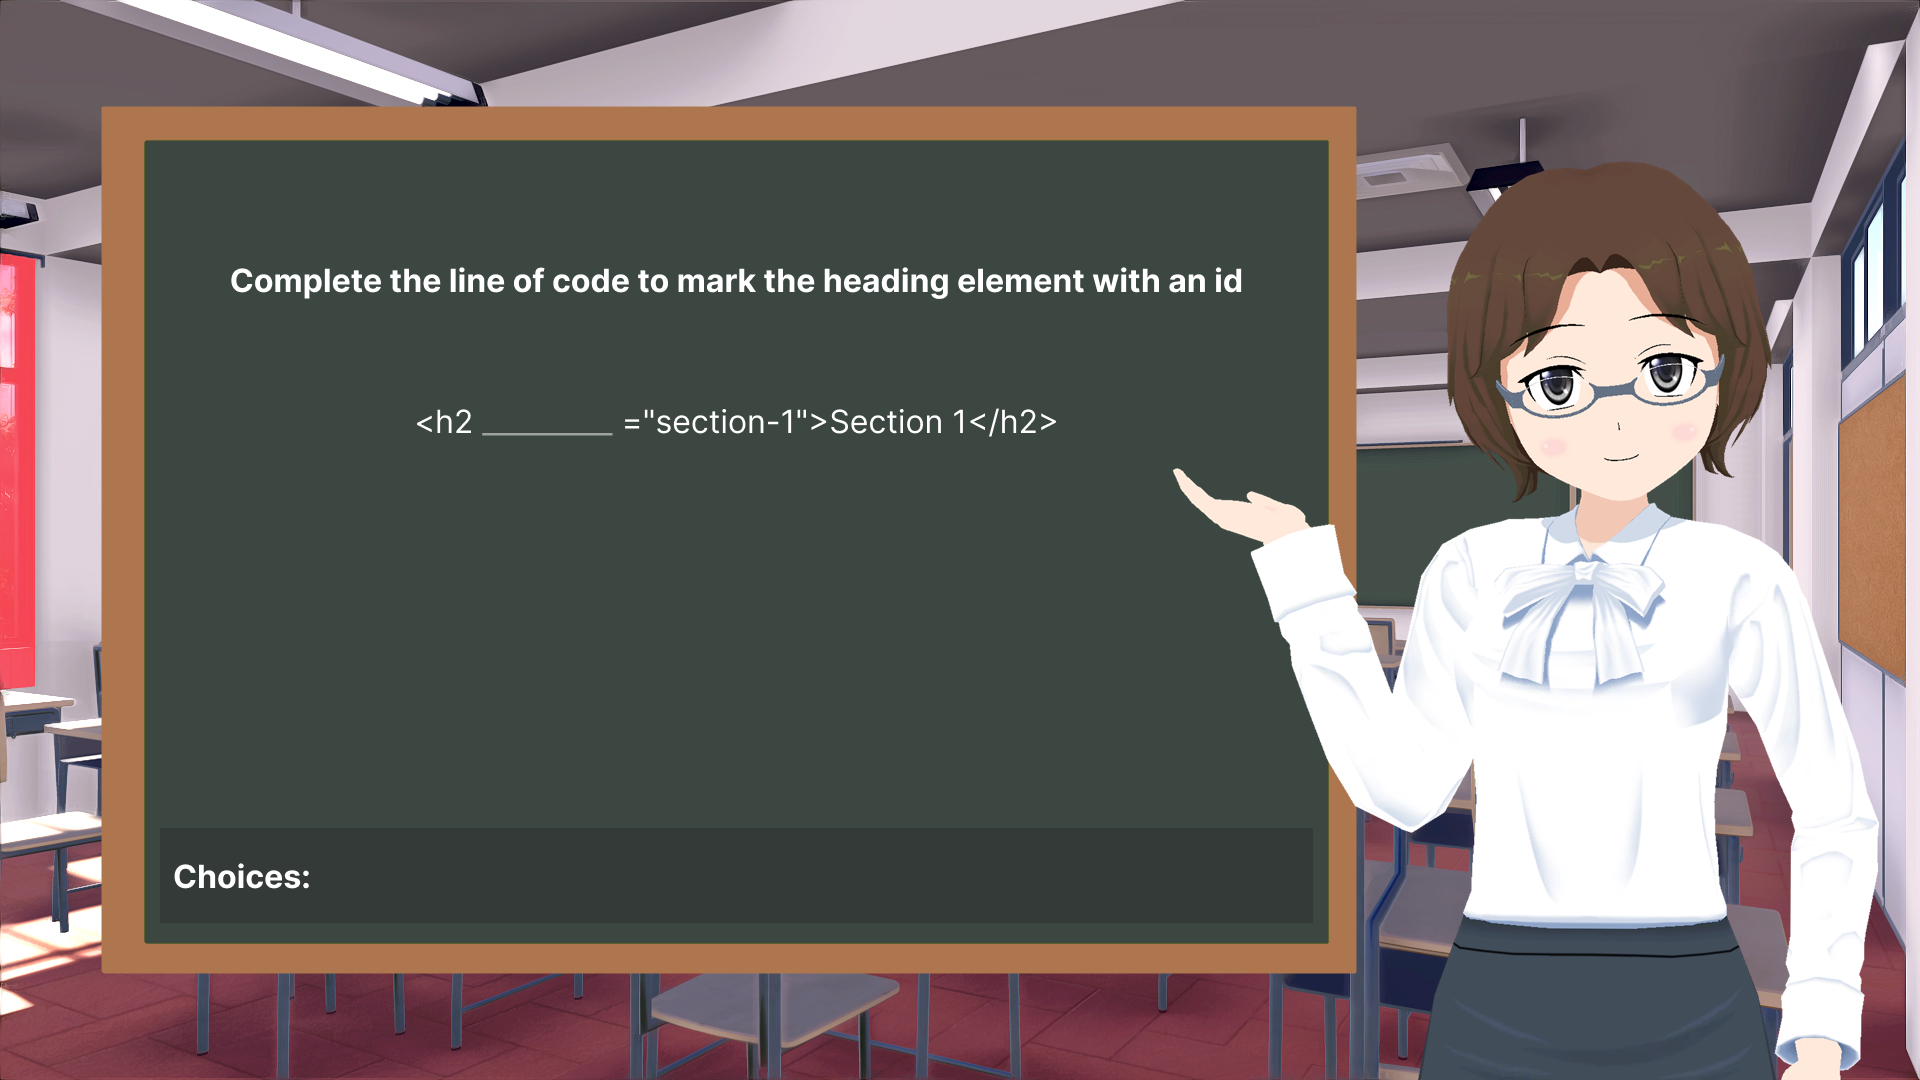 Complete the line of code to mark the heading element with an id
<h2 ________ ="section-1">Section 1</h2>
Choices: